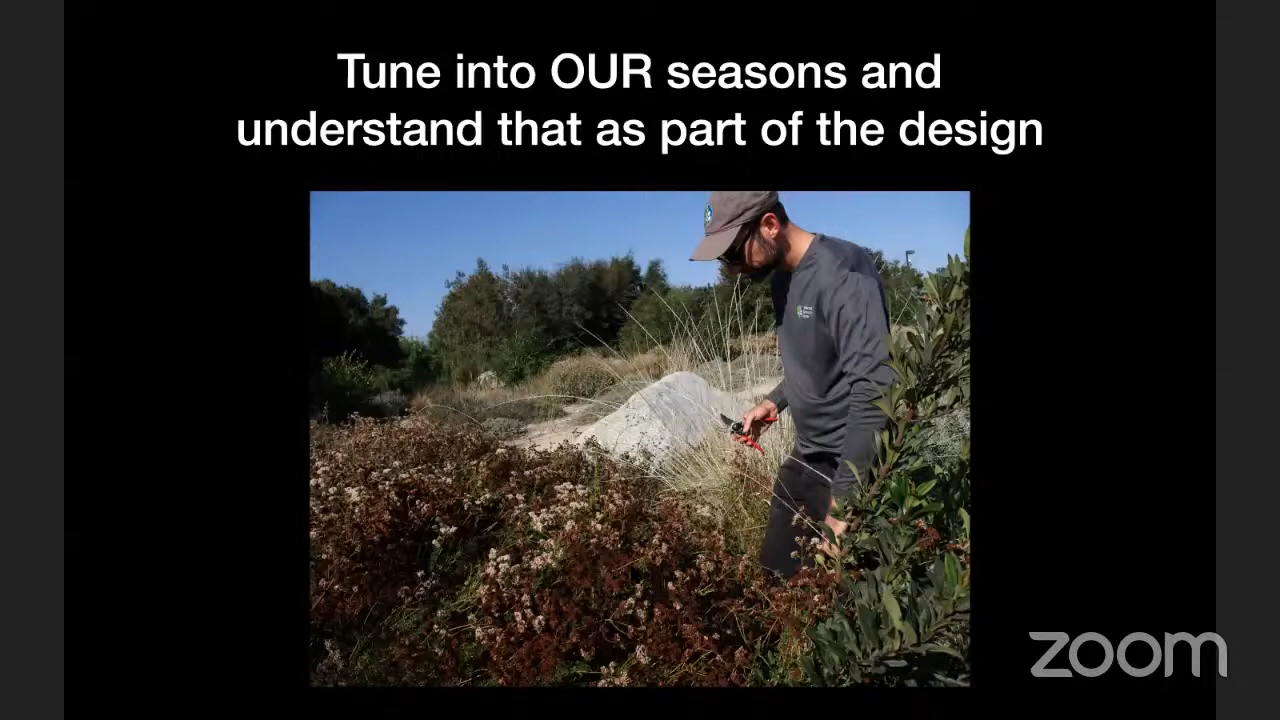 Tune into OUR seasons and
understand that as part of the design
zoom